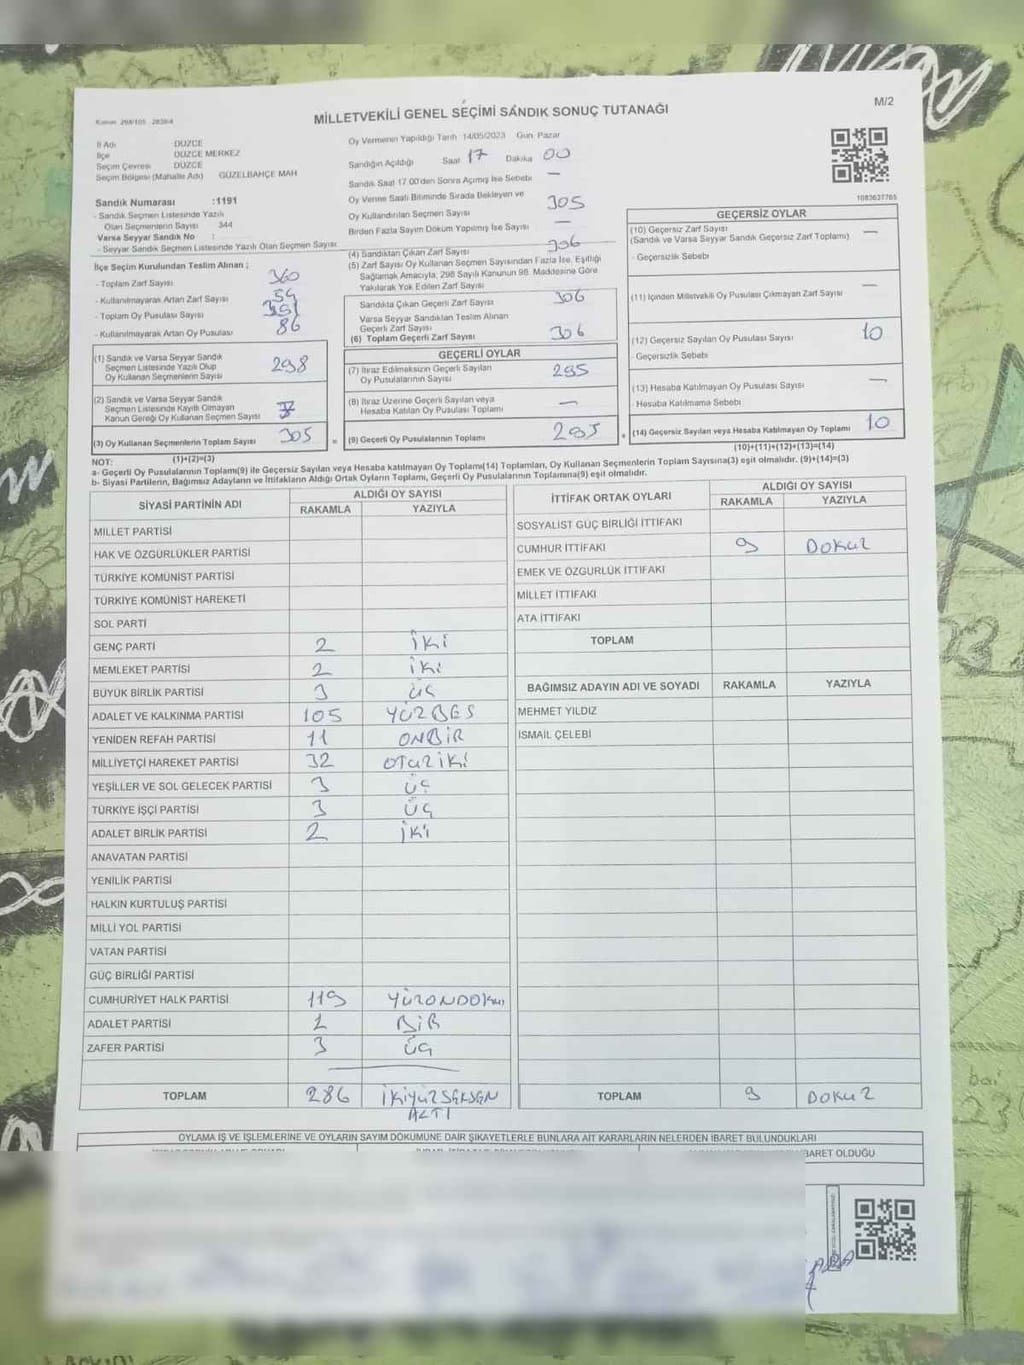 M/2
MİLLETVEKİLİ GENEL SEÇİMİ SANDIK SONUÇ TUTANAĞI
İl Adı DÜZCE
İlçe DÜZCE MERKEZ
Seçim Çevresi DÜZCE
Seçim Bölgesi (Mahalle Adı) GÜZELBAHÇE MAH
Sandık Numarası :1191
- Sandık Seçmen Listesinde Yazılı
Olan Seçmenlerin Sayısı 344
Varsa Seyyar Sandık No :
- Seyyar Sandık Seçmen Listesinde Yazılı Olan Seçmen Sayısı
İlçe Seçim Kurulundan Teslim Alınan ;
- Toplam Zarf Sayısı 360
- Kullanılmayarak Artan Zarf Sayısı 54
- Toplam Oy Pusulası Sayısı
- Kullanılmayarak Artan Oy Pusulası 86
(1) Sandık ve Varsa Seyyar Sandık
Seçmen Listesinde Yazılı Olup
Oy Kullanan Seçmenlerin Sayısı 298
(2) Sandık ve Varsa Seyyar Sandık
Seçmen Listesinde Kayıtlı Olmayan
Kanun Gereği Oy Kullanan Seçmen Sayısı 7
(3) Oy Kullanan Seçmenlerin Toplam Sayısı 305
(1)+(2)=(3)
Oy Vermenin Yapıldığı Tarih 14/05/2023 Gün Pazar
Sandığın Açıldığı Saat 17 Dakika 00
Sandık Saat 17.00'den Sonra Açımış İse Sebebi —
Oy Verme Saati Bitiminde Sırada Bekleyen ve
Oy Kullandırılan Seçmen Sayısı 305
Birden Fazla Sayım Döküm Yapılmış İse Sayısı —
(4) Sandıktan Çıkan Zarf Sayısı 306
(5) Zarf Sayısı Oy Kullanan Seçmen Sayısından Fazla İse, Eşitliği
Sağlamak Amacıyla, 298 Sayılı Kanunun 98. Maddesine Göre
Yakılarak Yok Edilen Zarf Sayısı
Sandıkta Çıkan Geçerli Zarf Sayısı 306
Varsa Seyyar Sandıktan Teslim Alınan
Geçerli Zarf Sayısı
(6) Toplam Geçerli Zarf Sayısı 306
GEÇERLİ OYLAR
(7) İtiraz Edilmeksizin Geçerli Sayılan
Oy Pusulalarının Sayısı 295
(8) İtiraz Üzerine Geçerli Sayılan veya
Hesaba Katılan Oy Pusulası Toplamı —
= (9) Geçerli Oy Pusulalarının Toplamı 295 +
1083637765
GEÇERSİZ OYLAR
(10) Geçersiz Zarf Sayısı
(Sandık ve Varsa Seyyar Sandık Geçersiz Zarf Toplamı) —
- Geçersizlik Sebebi
(11) İçinden Milletvekili Oy Pusulası Çıkmayan Zarf Sayısı —
(12) Geçersiz Sayılan Oy Pusulası Sayısı 10
- Geçersizlik Sebebi
(13) Hesaba Katılmayan Oy Pusulası Sayısı —
- Hesaba Katılmama Sebebi
(14) Geçersiz Sayılan veya Hesaba Katılmayan Oy Toplamı 10
(10)+(11)+(12)+(13)=(14)
NOT:
a- Geçerli Oy Pusulalarının Toplamı(9) ile Geçersiz Sayılan veya Hesaba katılmayan Oy Toplamı(14) Toplamları, Oy Kullanan Seçmenlerin Toplam Sayısına(3) eşit olmalıdır. (9)+(14)=(3)
b- Siyasi Partilerin, Bağımsız Adayların ve İttifakların Aldığı Ortak Oyların Toplamı, Geçerli Oy Pusulalarının Toplamına(9) eşit olmalıdır.
SİYASİ PARTİNİN ADI ALDIĞI OY SAYISI
RAKAMLA YAZIYLA
MİLLET PARTİSİ
HAK VE ÖZGÜRLÜKLER PARTİSİ
TÜRKİYE KOMÜNİST PARTİSİ
TÜRKİYE KOMÜNİST HAREKETİ
SOL PARTİ
GENÇ PARTİ 2 İKİ
MEMLEKET PARTİSİ 2 İKİ
BÜYÜK BİRLİK PARTİSİ 3 ÜÇ
ADALET VE KALKINMA PARTİSİ 105 YÜZBEŞ
YENİDEN REFAH PARTİSİ 11 ONBİR
MİLLİYETÇİ HAREKET PARTİSİ 32 OTUZİKİ
YEŞİLLER VE SOL GELECEK PARTİSİ 3 ÜÇ
TÜRKİYE İŞÇİ PARTİSİ 3 ÜÇ
ADALET BİRLİK PARTİSİ 2 İKİ
ANAVATAN PARTİSİ
YENİLİK PARTİSİ
HALKIN KURTULUŞ PARTİSİ
MİLLİ YOL PARTİSİ
VATAN PARTİSİ
GÜÇ BİRLİĞİ PARTİSİ
CUMHURİYET HALK PARTİSİ 119
ADALET PARTİSİ 1 BİR
ZAFER PARTİSİ 3 ÜÇ
TOPLAM 286 İKİYÜZSEKSEN
ALTI
İTTİFAK ORTAK OYLARI ALDIĞI OY SAYISI
RAKAMLA YAZIYLA
SOSYALİST GÜÇ BİRLİĞİ İTTİFAKI
CUMHUR İTTİFAKI 9 DOKUZ
EMEK VE ÖZGÜRLÜK İTTİFAKI
MİLLET İTTİFAKI
ATA İTTİFAKI
TOPLAM
BAĞIMSIZ ADAYIN ADI VE SOYADI RAKAMLA YAZIYLA
MEHMET YILDIZ
İSMAİL ÇELEBİ
TOPLAM 9 DOKUZ
OYLAMA İŞ VE İŞLEMLERİNE VE OYLARIN SAYIM DÖKÜMÜNE DAİR ŞİKAYETLERLE BUNLARA AİT KARARLARIN NELERDEN İBARET BULUNDUKLARI
BARET OLDUĞU